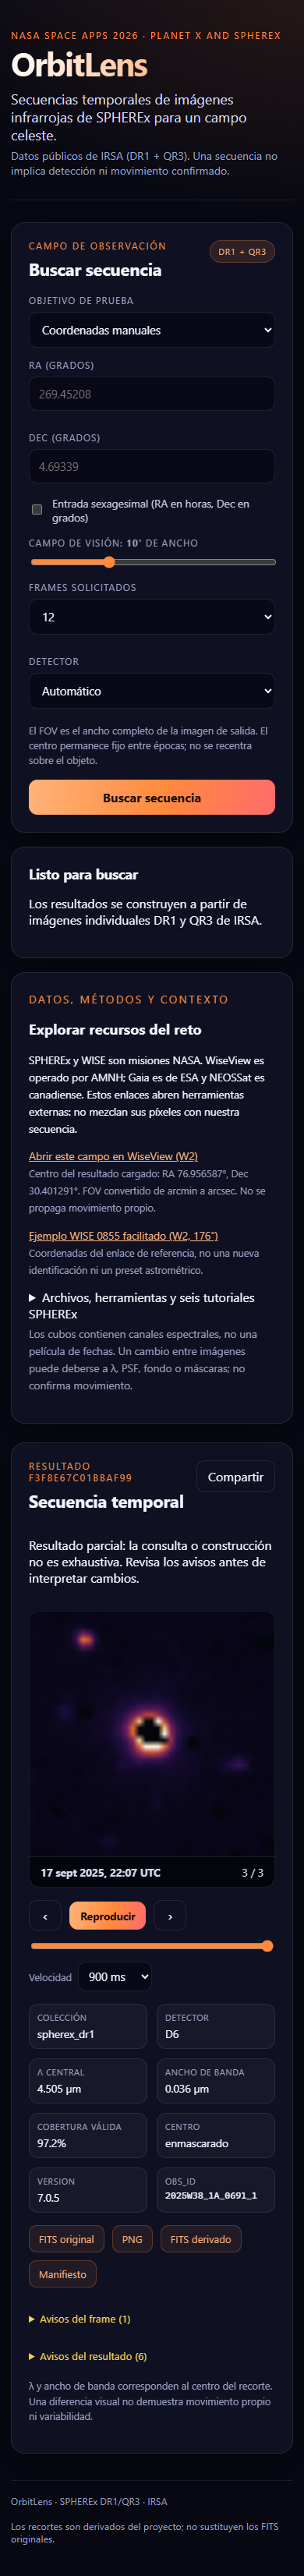 NASA SPACE APPS 2026 · PLANET X AND SPHEREX
OrbitLens
Secuencias temporales de imágenes
infrarrojas de SPHEREx para un campo
celeste.
Datos públicos de IRSA (DR1 + QR3). Una secuencia no
implica detección ni movimiento confirmado.
CAMPO DE OBSERVACIÓN
DR1 + QR3
Buscar secuencia
OBJETIVO DE PRUEBA
Coordenadas manuales
RA (GRADOS)
269.45208
DEC (GRADOS)
4.69339
Entrada sexagesimal (RA en horas, Dec en
grados)
CAMPO DE VISIÓN: 10′ DE ANCHO
FRAMES SOLICITADOS
12
DETECTOR
Automático
El FOV es el ancho completo de la imagen de salida. El
centro permanece fijo entre épocas; no se recentra
sobre el objeto.
Buscar secuencia
Listo para buscar
Los resultados se construyen a partir de
imágenes individuales DR1 y QR3 de IRSA.
DATOS, MÉTODOS Y CONTEXTO
Explorar recursos del reto
SPHEREx y WISE son misiones NASA. WiseView es
operado por AMNH; Gaia es de ESA y NEOSSat es
canadiense. Estos enlaces abren herramientas
externas: no mezclan sus píxeles con nuestra
secuencia.
Abrir este campo en WiseView (W2)
Centro del resultado cargado: RA 76.956587°, Dec
30.401291°. FOV convertido de arcmin a arcsec. No se
propaga movimiento propio.
Ejemplo WISE 0855 facilitado (W2, 176″)
Coordenadas del enlace de referencia, no una nueva
identificación ni un preset astrométrico.
▶ Archivos, herramientas y seis tutoriales
SPHEREx
Los cubos contienen canales espectrales, no una
película de fechas. Un cambio entre imágenes
puede deberse a λ, PSF, fondo o máscaras; no
confirma movimiento.
RESULTADO
F3F8E67C01BBAF99
Compartir
Secuencia temporal
Resultado parcial: la consulta o construcción
no es exhaustiva. Revisa los avisos antes de
interpretar cambios.
17 sept 2025, 22:07 UTC
3 / 3
‹
Reproducir
›
Velocidad
900 ms
COLECCIÓN
spherex_dr1
DETECTOR
D6
Λ CENTRAL
4.505 μm
ANCHO DE BANDA
0.036 μm
COBERTURA VÁLIDA
97.2%
CENTRO
enmascarado
VERSION
7.0.5
OBS_ID
2025W38_1A_0691_1
FITS original
PNG
FITS derivado
Manifiesto
▶ Avisos del frame (1)
▶ Avisos del resultado (6)
λ y ancho de banda corresponden al centro del recorte.
Una diferencia visual no demuestra movimiento propio
ni variabilidad.
OrbitLens · SPHEREx DR1/QR3 · IRSA
Los recortes son derivados del proyecto; no sustituyen los FITS
originales.